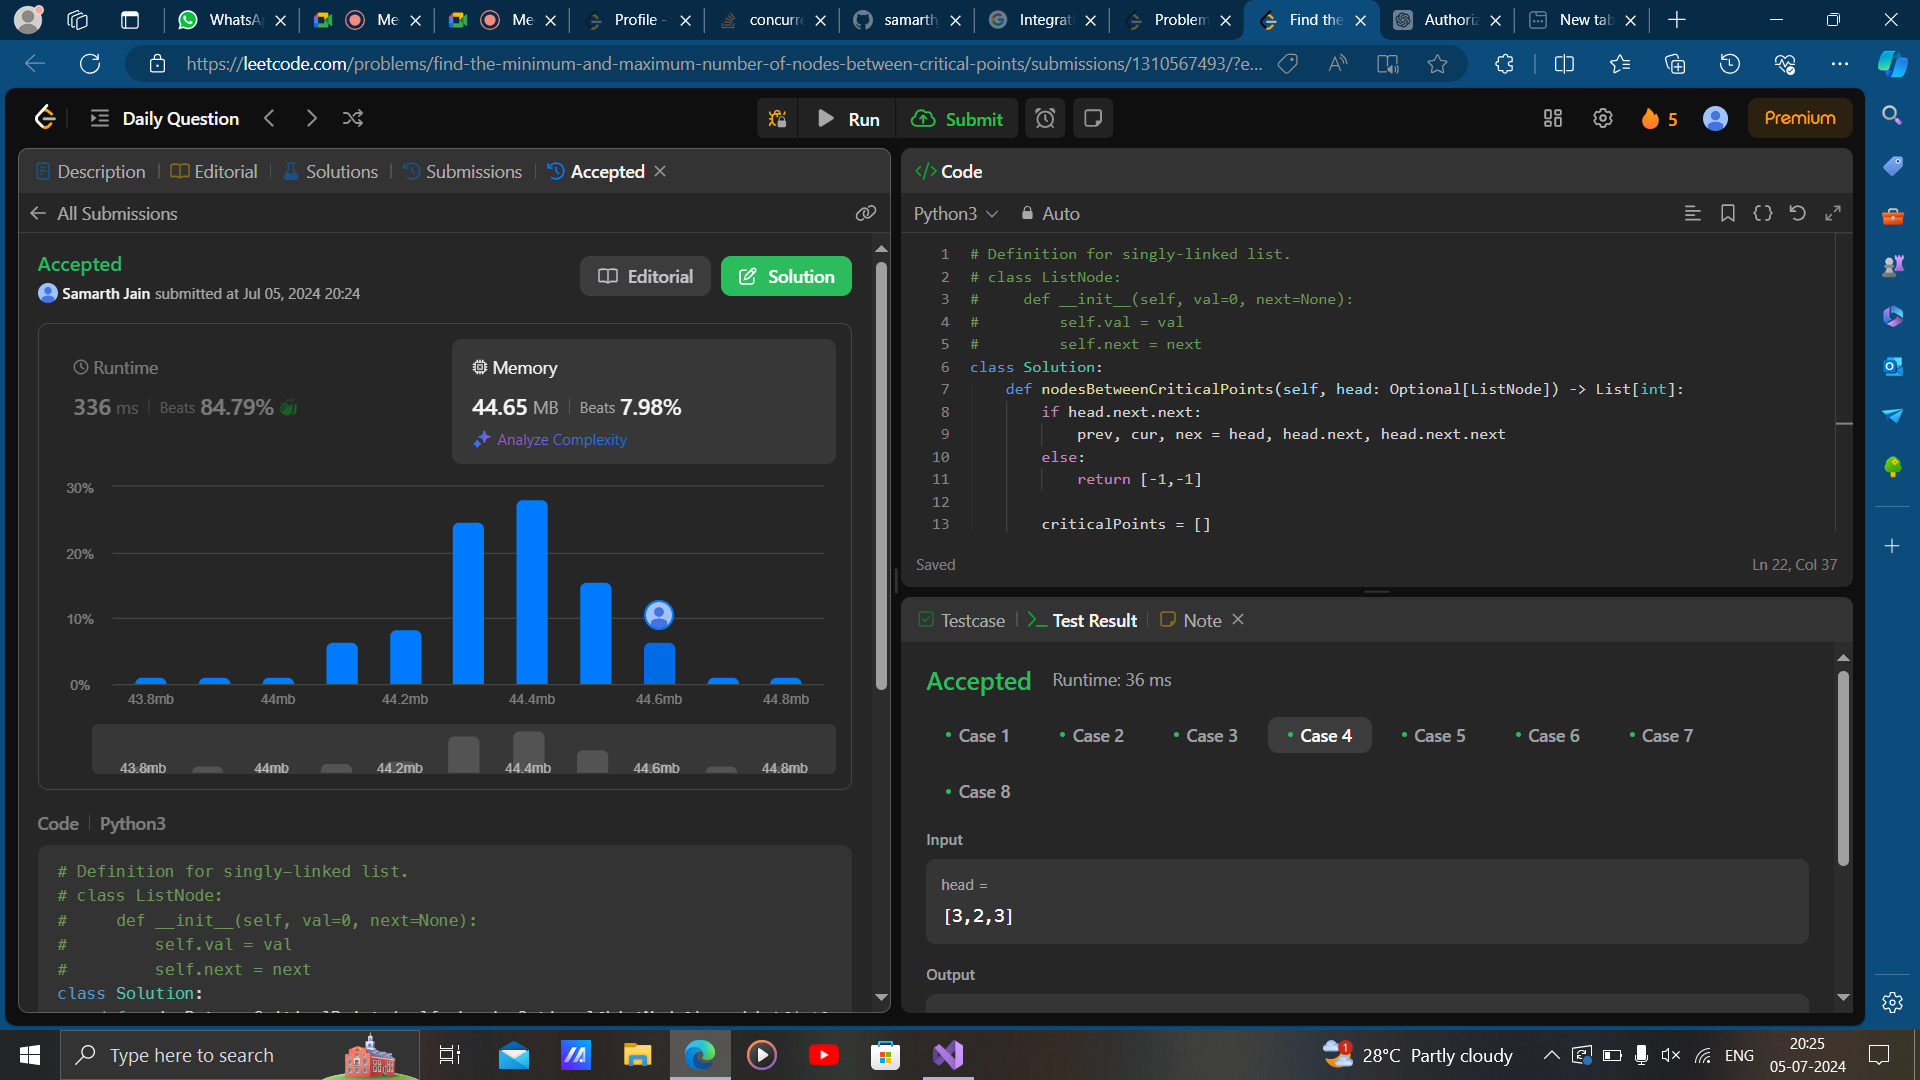 WhatsA
Me
Me
Profile -
concurre
samarth
Integrat
Problem
Find the
Authoriz
New tab
https://leetcode.com/problems/find-the-minimum-and-maximum-number-of-nodes-between-critical-points/submissions/1310567493/?e...
Daily Question
Run
Submit
5
Premium
Description
Editorial
Solutions
Submissions
Accepted
All Submissions
Accepted
Samarth Jain submitted at Jul 05, 2024 20:24
Editorial
Solution
Runtime
336 ms | Beats 84.79%
Memory
44.65 MB | Beats 7.98%
Analyze Complexity
30%
20%
10%
0%
43.8mb 44mb 44.2mb 44.4mb 44.6mb 44.8mb
43.8mb 44mb 44.2mb 44.4mb 44.6mb 44.8mb
Code | Python3
# Definition for singly-linked list.
# class ListNode:
#     def __init__(self, val=0, next=None):
#         self.val = val
#         self.next = next
class Solution:
</> Code
Python3 Auto
1 # Definition for singly-linked list.
2 # class ListNode:
3 #     def __init__(self, val=0, next=None):
4 #         self.val = val
5 #         self.next = next
6 class Solution:
7     def nodesBetweenCriticalPoints(self, head: Optional[ListNode]) -> List[int]:
8         if head.next.next:
9             prev, cur, nex = head, head.next, head.next.next
10         else:
11             return [-1,-1]
12
13         criticalPoints = []
Saved
Ln 22, Col 37
Testcase
Test Result
Note
Accepted Runtime: 36 ms
Case 1 Case 2 Case 3 Case 4 Case 5 Case 6 Case 7
Case 8
Input
head =
[3,2,3]
Output
Type here to search
1
28°C Partly cloudy
ENG
20:25
05-07-2024